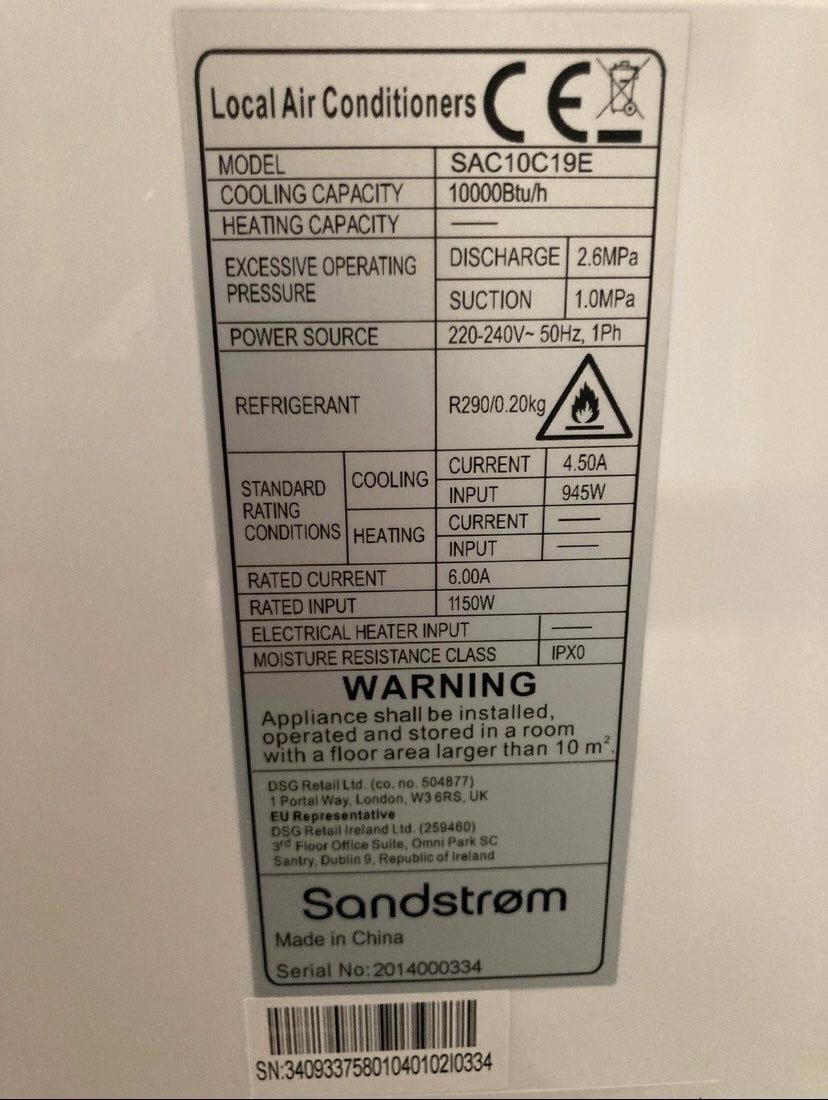 Local Air Conditioners CE
MODEL SAC10C19E
COOLING CAPACITY 10000Btu/h
HEATING CAPACITY —
EXCESSIVE OPERATING PRESSURE DISCHARGE 2.6MPa
SUCTION 1.0MPa
POWER SOURCE 220-240V~ 50Hz, 1Ph
REFRIGERANT R290/0.20kg
STANDARD RATING CONDITIONS COOLING CURRENT 4.50A
INPUT 945W
HEATING CURRENT —
INPUT —
RATED CURRENT 6.00A
RATED INPUT 1150W
ELECTRICAL HEATER INPUT —
MOISTURE RESISTANCE CLASS IPX0
WARNING
Appliance shall be installed,
operated and stored in a room
with a floor area larger than 10 m².
DSG Retail Ltd. (co. no. 504877)
1 Portal Way, London, W3 6RS, UK
EU Representative
DSG Retail Ireland Ltd. (259460)
3rd Floor Office Suite, Omni Park SC
Santry, Dublin 9, Republic of Ireland
Sandstrøm
Made in China
Serial No:2014000334
SN:34093375801040102I0334